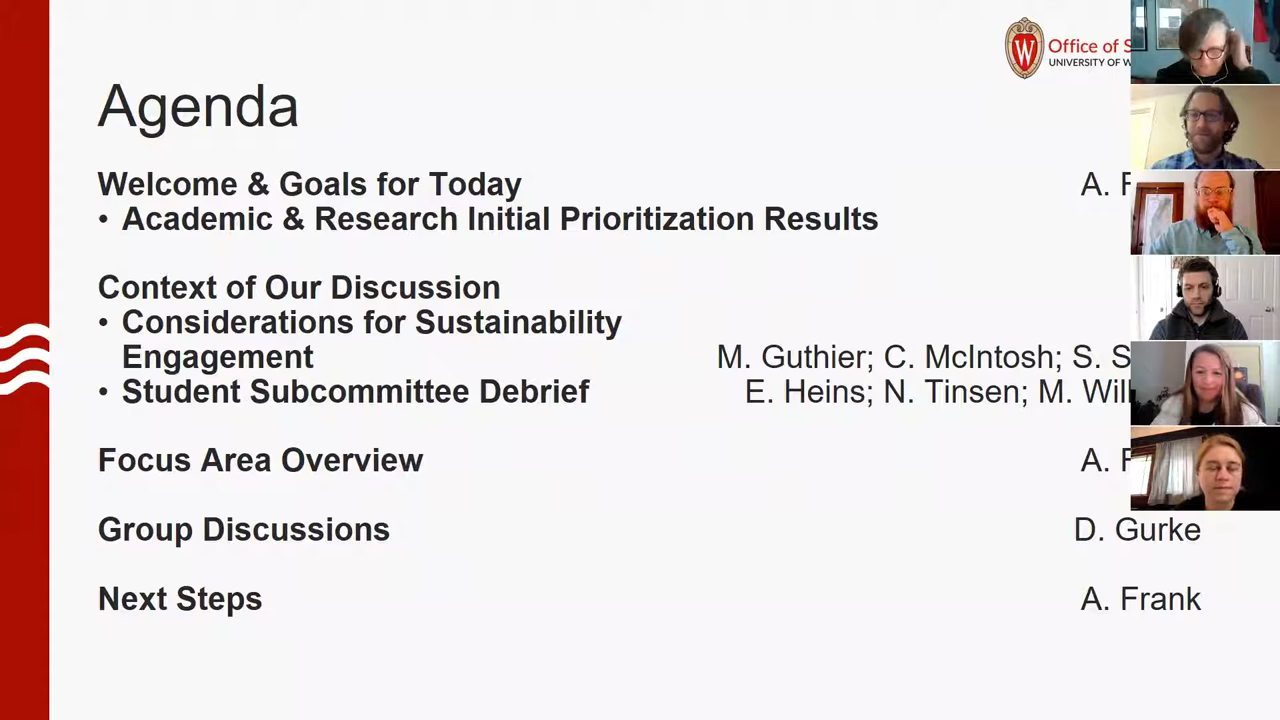 Office of
UNIVERSITY OF
Agenda
Welcome & Goals for Today A.
• Academic & Research Initial Prioritization Results
Context of Our Discussion
• Considerations for Sustainability
Engagement M. Guthier; C. McIntosh; S.
• Student Subcommittee Debrief E. Heins; N. Tinsen; M.
Focus Area Overview A.
Group Discussions D. Gurke
Next Steps A. Frank